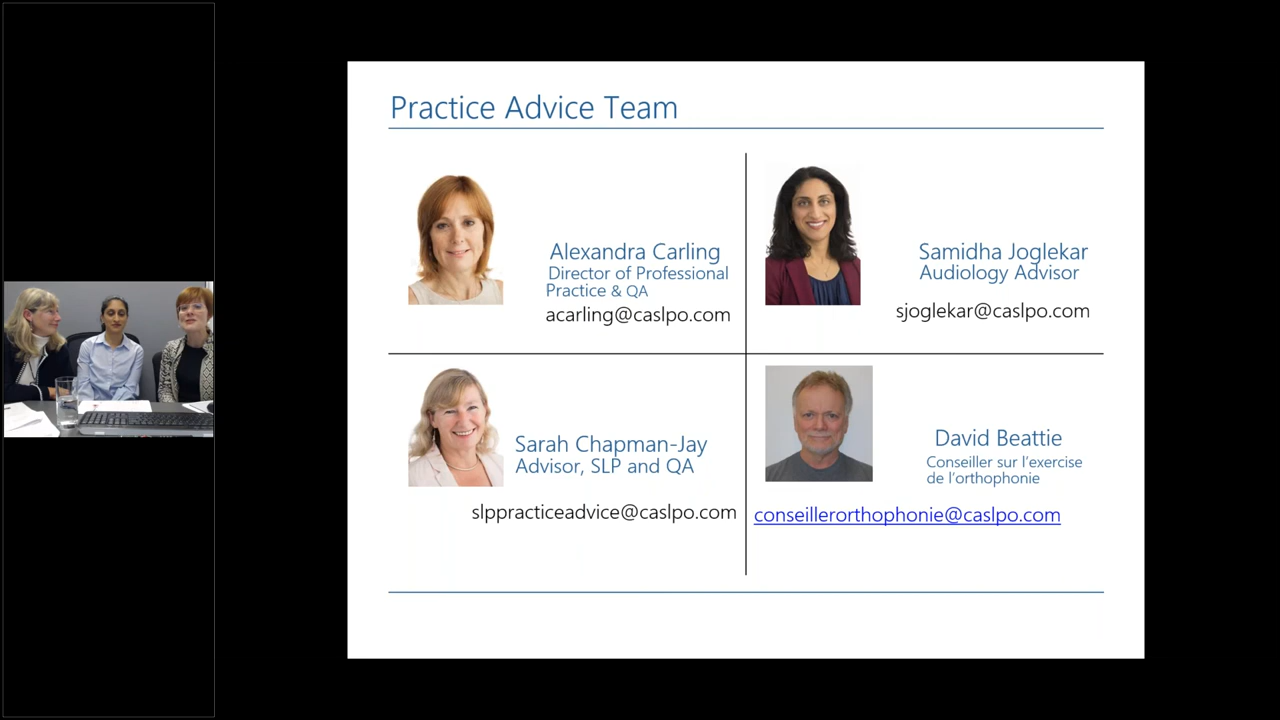 Practice Advice Team
Alexandra Carling
Director of Professional
Practice & QA
acarling@caslpo.com
Samidha Joglekar
Audiology Advisor
sjoglekar@caslpo.com
Sarah Chapman-Jay
Advisor, SLP and QA
slppracticeadvice@caslpo.com
David Beattie
Conseiller sur l'exercise
de l'orthophonie
conseillerorthophonie@caslpo.com